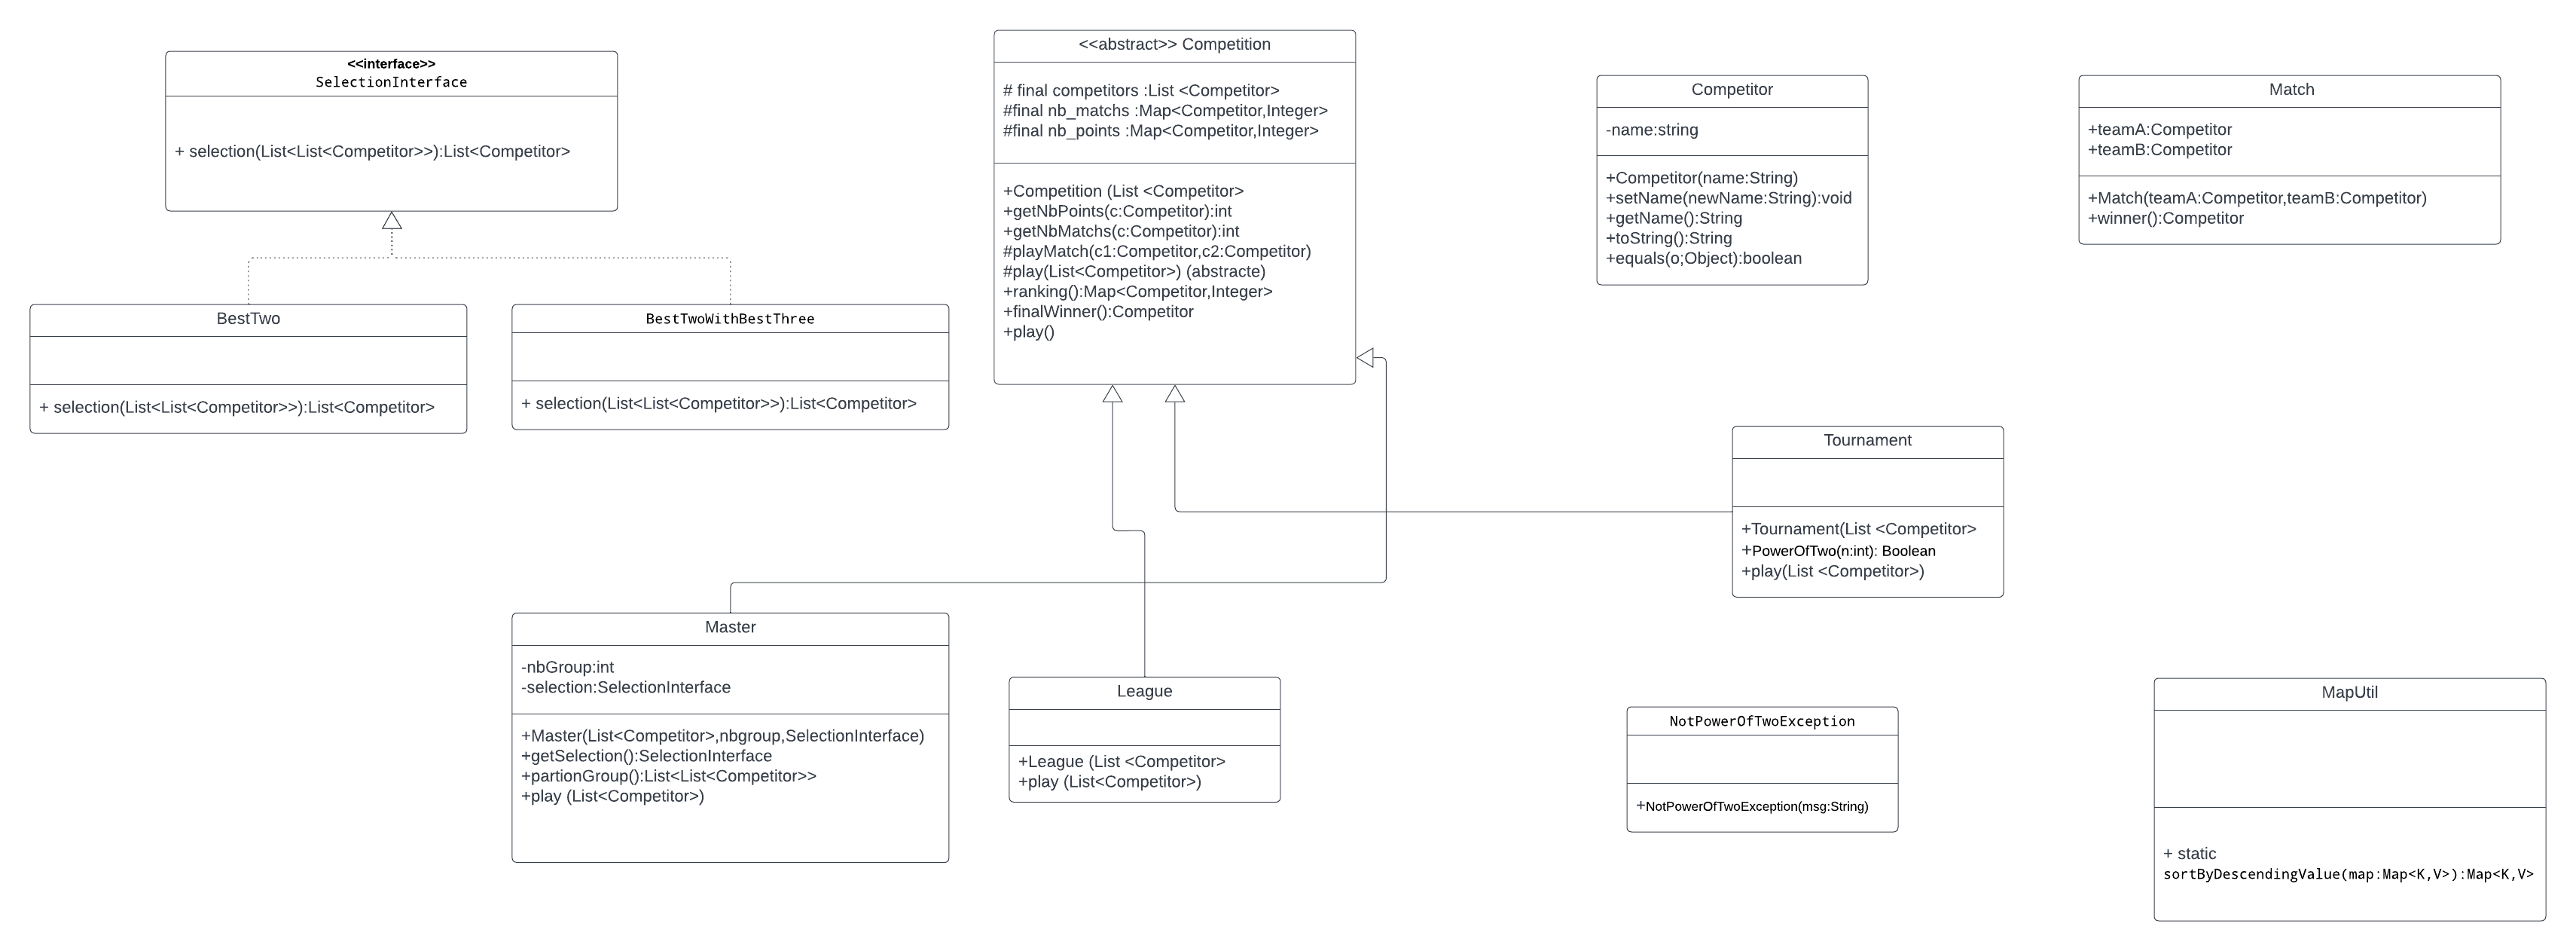 <<interface>>
SelectionInterface
+ selection(List<List<Competitor>>):List<Competitor>
BestTwo
+ selection(List<List<Competitor>>):List<Competitor>
BestTwoWithBestThree
+ selection(List<List<Competitor>>):List<Competitor>
<<abstract>> Competition
# final competitors :List <Competitor>
#final nb_matchs :Map<Competitor,Integer>
#final nb_points :Map<Competitor,Integer>
+Competition (List <Competitor>
+getNbPoints(c:Competitor):int
+getNbMatchs(c:Competitor):int
#playMatch(c1:Competitor,c2:Competitor)
#play(List<Competitor>) (abstracte)
+ranking():Map<Competitor,Integer>
+finalWinner():Competitor
+play()
Competitor
-name:string
+Competitor(name:String)
+setName(newName:String):void
+getName():String
+toString():String
+equals(o;Object):boolean
Match
+teamA:Competitor
+teamB:Competitor
+Match(teamA:Competitor,teamB:Competitor)
+winner():Competitor
Tournament
+Tournament(List <Competitor>
+PowerOfTwo(n:int): Boolean
+play(List <Competitor>)
Master
-nbGroup:int
-selection:SelectionInterface
+Master(List<Competitor>,nbgroup,SelectionInterface)
+getSelection():SelectionInterface
+partionGroup():List<List<Competitor>>
+play (List<Competitor>)
League
+League (List <Competitor>
+play (List<Competitor>)
NotPowerOfTwoException
+NotPowerOfTwoException(msg:String)
MapUtil
+ static
sortByDescendingValue(map:Map<K,V>):Map<K,V>